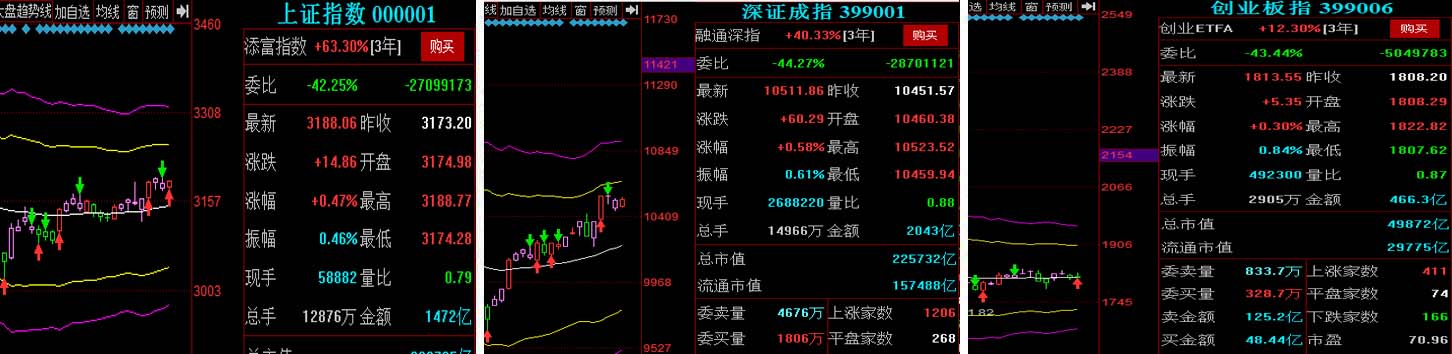 大盘趋势线 加自选 均线 窗 预测
3460
3308
3157
3003
上证指数 000001
添富指数 +63.30%[3年] 购买
委比 -42.25% -27099173
最新 3188.06 昨收 3173.20
涨跌 +14.86 开盘 3174.98
涨幅 +0.47% 最高 3188.77
振幅 0.46% 最低 3174.28
现手 58882 量比 0.79
总手 12876万 金额 1472亿
线 加自选 均线 窗 预测
11730
11421
11290
10849
10409
9968
9527
深证成指 399001
融通深指 +40.33%[3年] 购买
委比 -44.27% -28701121
最新 10511.86 昨收 10451.57
涨跌 +60.29 开盘 10460.38
涨幅 +0.58% 最高 10523.52
振幅 0.61% 最低 10459.94
现手 2688220 量比 0.88
总手 14966万 金额 2043亿
总市值 225732亿
流通市值 157488亿
委卖量 4676万 上涨家数 1206
委买量 1806万 平盘家数 268
选 均线 窗 预测
2549
2388
2227
2154
2066
1906
1745
182
创业板指 399006
创业ETFA +12.30%[3年] 购买
委比 -43.44% -5049783
最新 1813.55 昨收 1808.20
涨跌 +5.35 开盘 1808.29
涨幅 +0.30% 最高 1822.82
振幅 0.84% 最低 1807.62
现手 492300 量比 0.87
总手 2905万 金额 466.3亿
总市值 49872亿
流通市值 29775亿
委卖量 833.7万 上涨家数 411
委买量 328.7万 平盘家数 74
卖金额 125.2亿 下跌家数 166
买金额 48.44亿 市盈 70.96